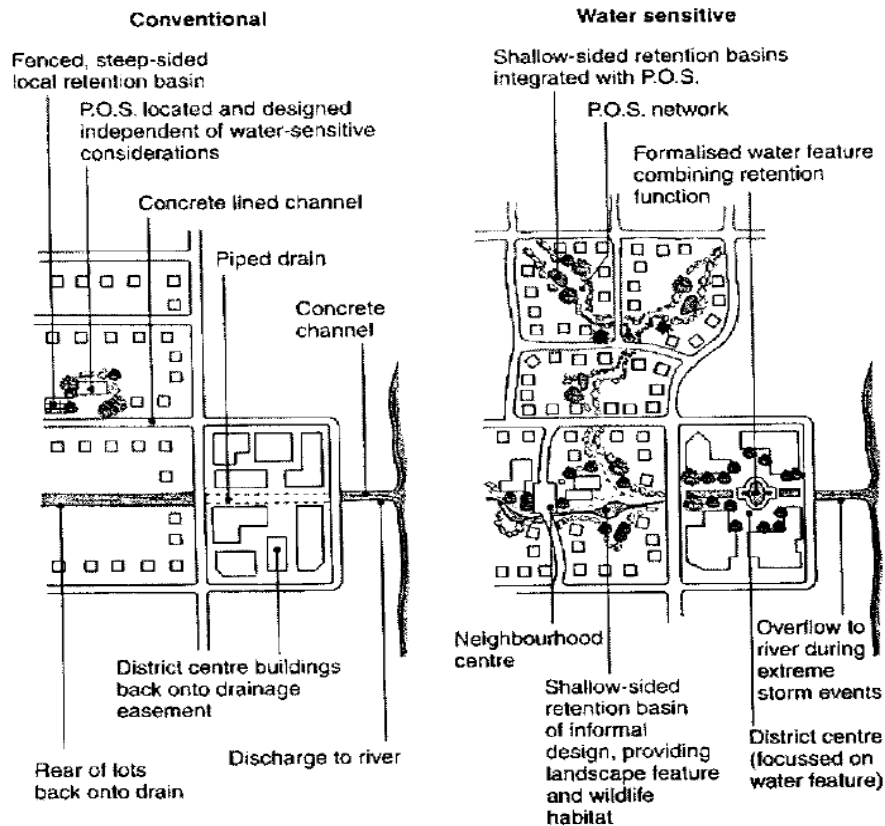 Conventional
Fenced, steep-sided
local retention basin
P.O.S. located and designed
independent of water-sensitive
considerations
Concrete lined channel
Piped drain
Concrete
channel
District centre buildings
back onto drainage
easement
Rear of lots
back onto drain
Discharge to river
Water sensitive
Shallow-sided retention basins
integrated with P.O.S.
P.O.S. network
Formalised water feature
combining retention
function
Neighbourhood
centre
Shallow-sided
retention basin
of informal
design, providing
landscape feature
and wildlife
habitat
Overflow to
river during
extreme
storm events
District centre
(focussed on
water feature)